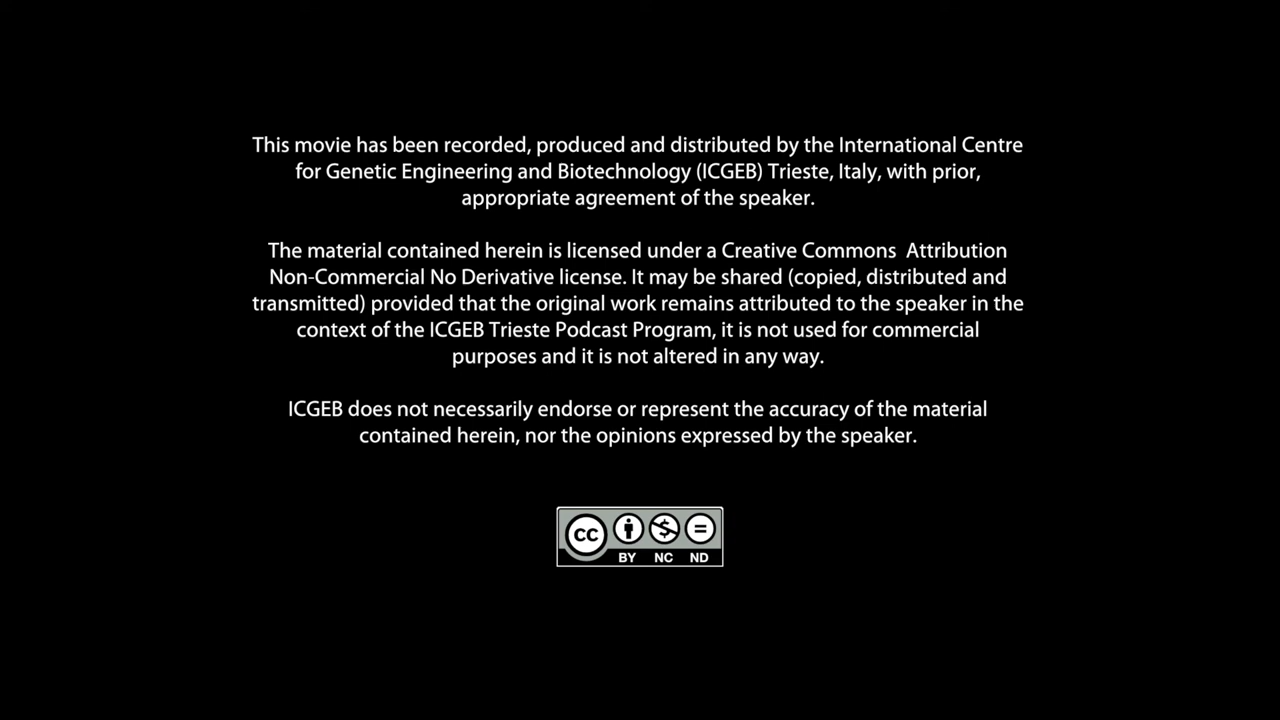 This movie has been recorded, produced and distributed by the International Centre
for Genetic Engineering and Biotechnology (ICGEB) Trieste, Italy, with prior,
appropriate agreement of the speaker.
The material contained herein is licensed under a Creative Commons  Attribution
Non-Commercial No Derivative license. It may be shared (copied, distributed and
transmitted) provided that the original work remains attributed to the speaker in the
context of the ICGEB Trieste Podcast Program, it is not used for commercial
purposes and it is not altered in any way.
ICGEB does not necessarily endorse or represent the accuracy of the material
contained herein, nor the opinions expressed by the speaker.
cc $ =
BY NC ND